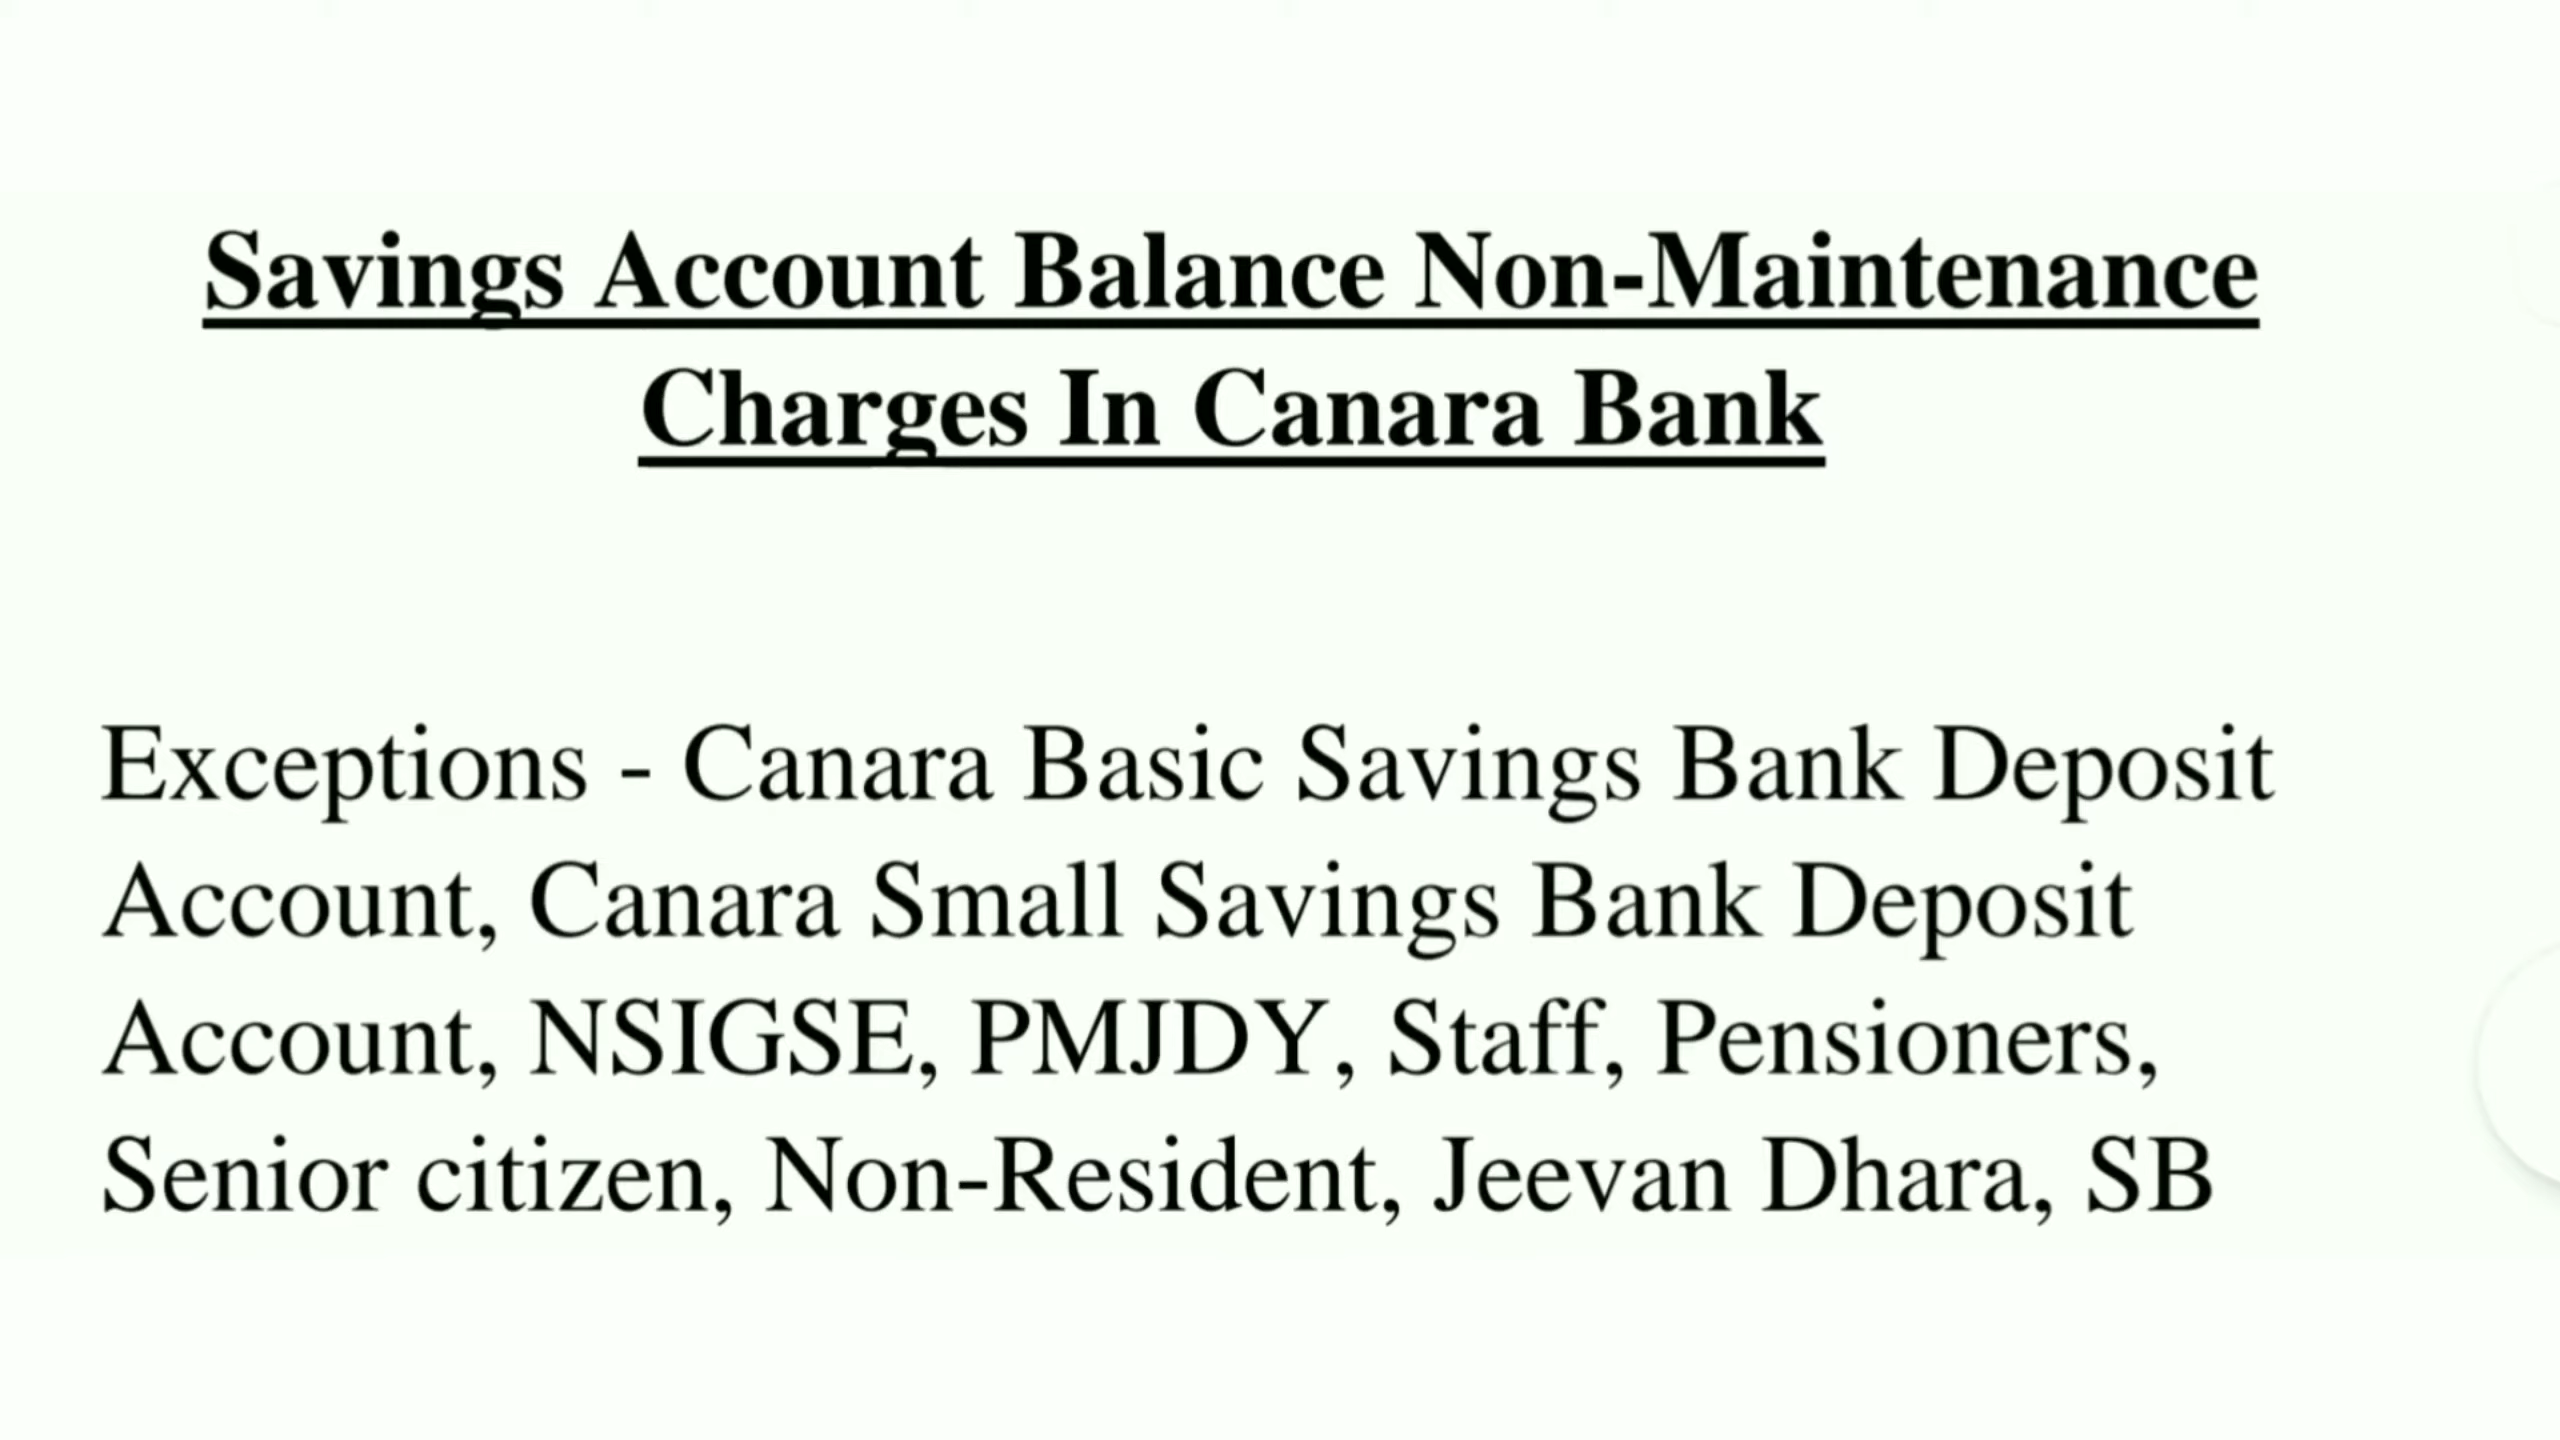 Savings Account Balance Non-Maintenance
Charges In Canara Bank
Exceptions - Canara Basic Savings Bank Deposit
Account, Canara Small Savings Bank Deposit
Account, NSIGSE, PMJDY, Staff, Pensioners,
Senior citizen, Non-Resident, Jeevan Dhara, SB